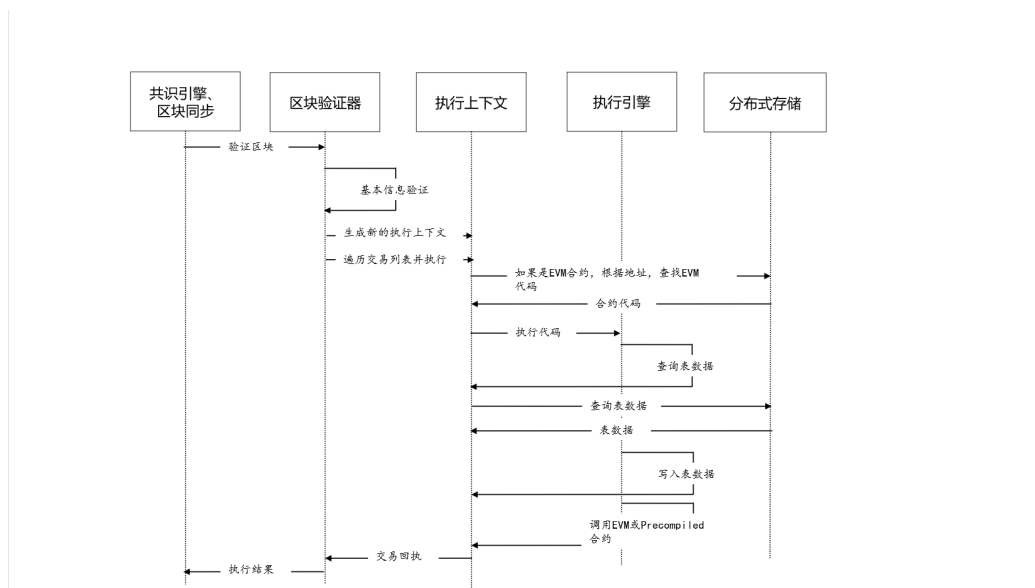 共识引擎、
区块同步
区块验证器
执行上下文
执行引擎
分布式存储
验证区块
基本信息验证
生成新的执行上下文
遍历交易列表并执行
如果是EVM合约，根据地址，查找EVM
代码
合约代码
执行代码
查询表数据
查询表数据
表数据
写入表数据
调用EVM或Precompiled
合约
交易回执
执行结果